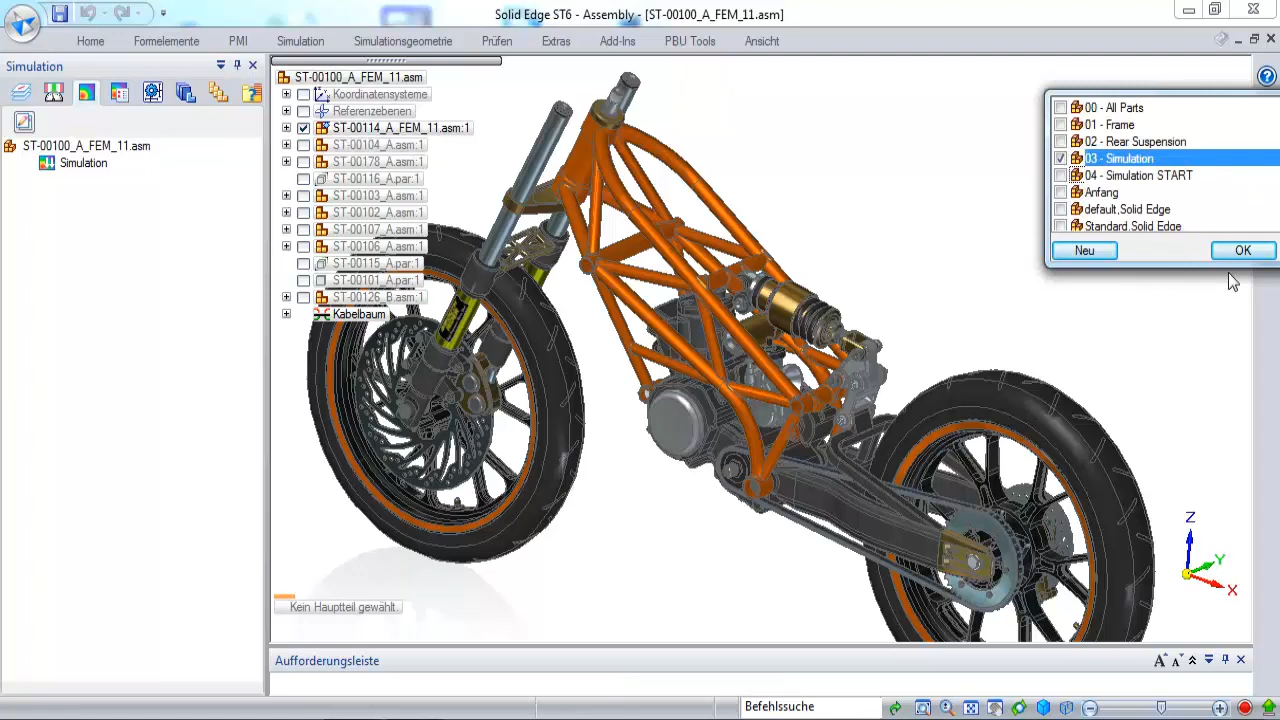 Solid Edge ST6 - Assembly - [ST-00100_A_FEM_11.asm]
Home Formelemente PMI Simulation Simulationsgeometrie Prüfen Extras Add-Ins PBU Tools Ansicht
Simulation
ST-00100_A_FEM_11.asm
Simulation
ST-00100_A_FEM_11.asm
Koordinatensysteme
Referenzebenen
ST-00114_A_FEM_11.asm:1
ST-00104_A.asm:1
ST-00178_A.asm:1
ST-00116_A.par:1
ST-00103_A.asm:1
ST-00102_A.asm:1
ST-00107_A.asm:1
ST-00106_A.asm:1
ST-00115_A.par:1
ST-00101_A.par:1
ST-00126_B.asm:1
Kabelbaum
00 - All Parts
01 - Frame
02 - Rear Suspension
03 - Simulation
04 - Simulation START
Anfang
default,Solid Edge
Standard,Solid Edge
Neu OK
Z
Y
X
Kein Hauptteil gewählt.
Aufforderungsleiste
Befehlssuche